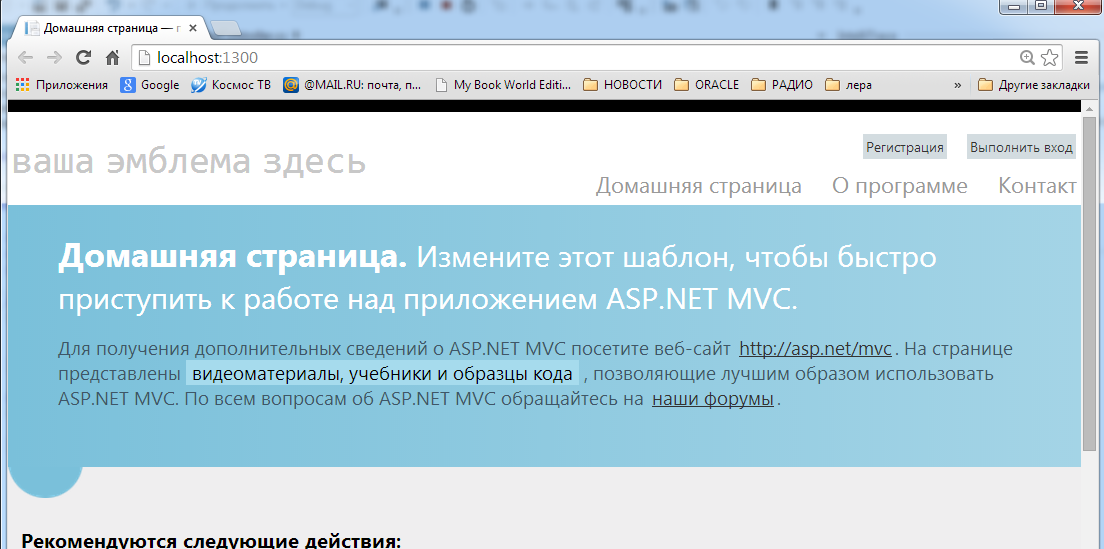 Домашняя страница — г
localhost:1300
Приложения Google Космос ТВ @MAIL.RU: почта, п... My Book World Editi... НОВОСТИ ORACLE РАДИО лера » Другие закладки
Регистрация Выполнить вход
ваша эмблема здесь
Домашняя страница О программе Контакт
Домашняя страница. Измените этот шаблон, чтобы быстро
приступить к работе над приложением ASP.NET MVC.
Для получения дополнительных сведений о ASP.NET MVC посетите веб-сайт http://asp.net/mvc. На странице
представлены видеоматериалы, учебники и образцы кода , позволяющие лучшим образом использовать
ASP.NET MVC. По всем вопросам об ASP.NET MVC обращайтесь на наши форумы.
Рекомендуются следующие действия: